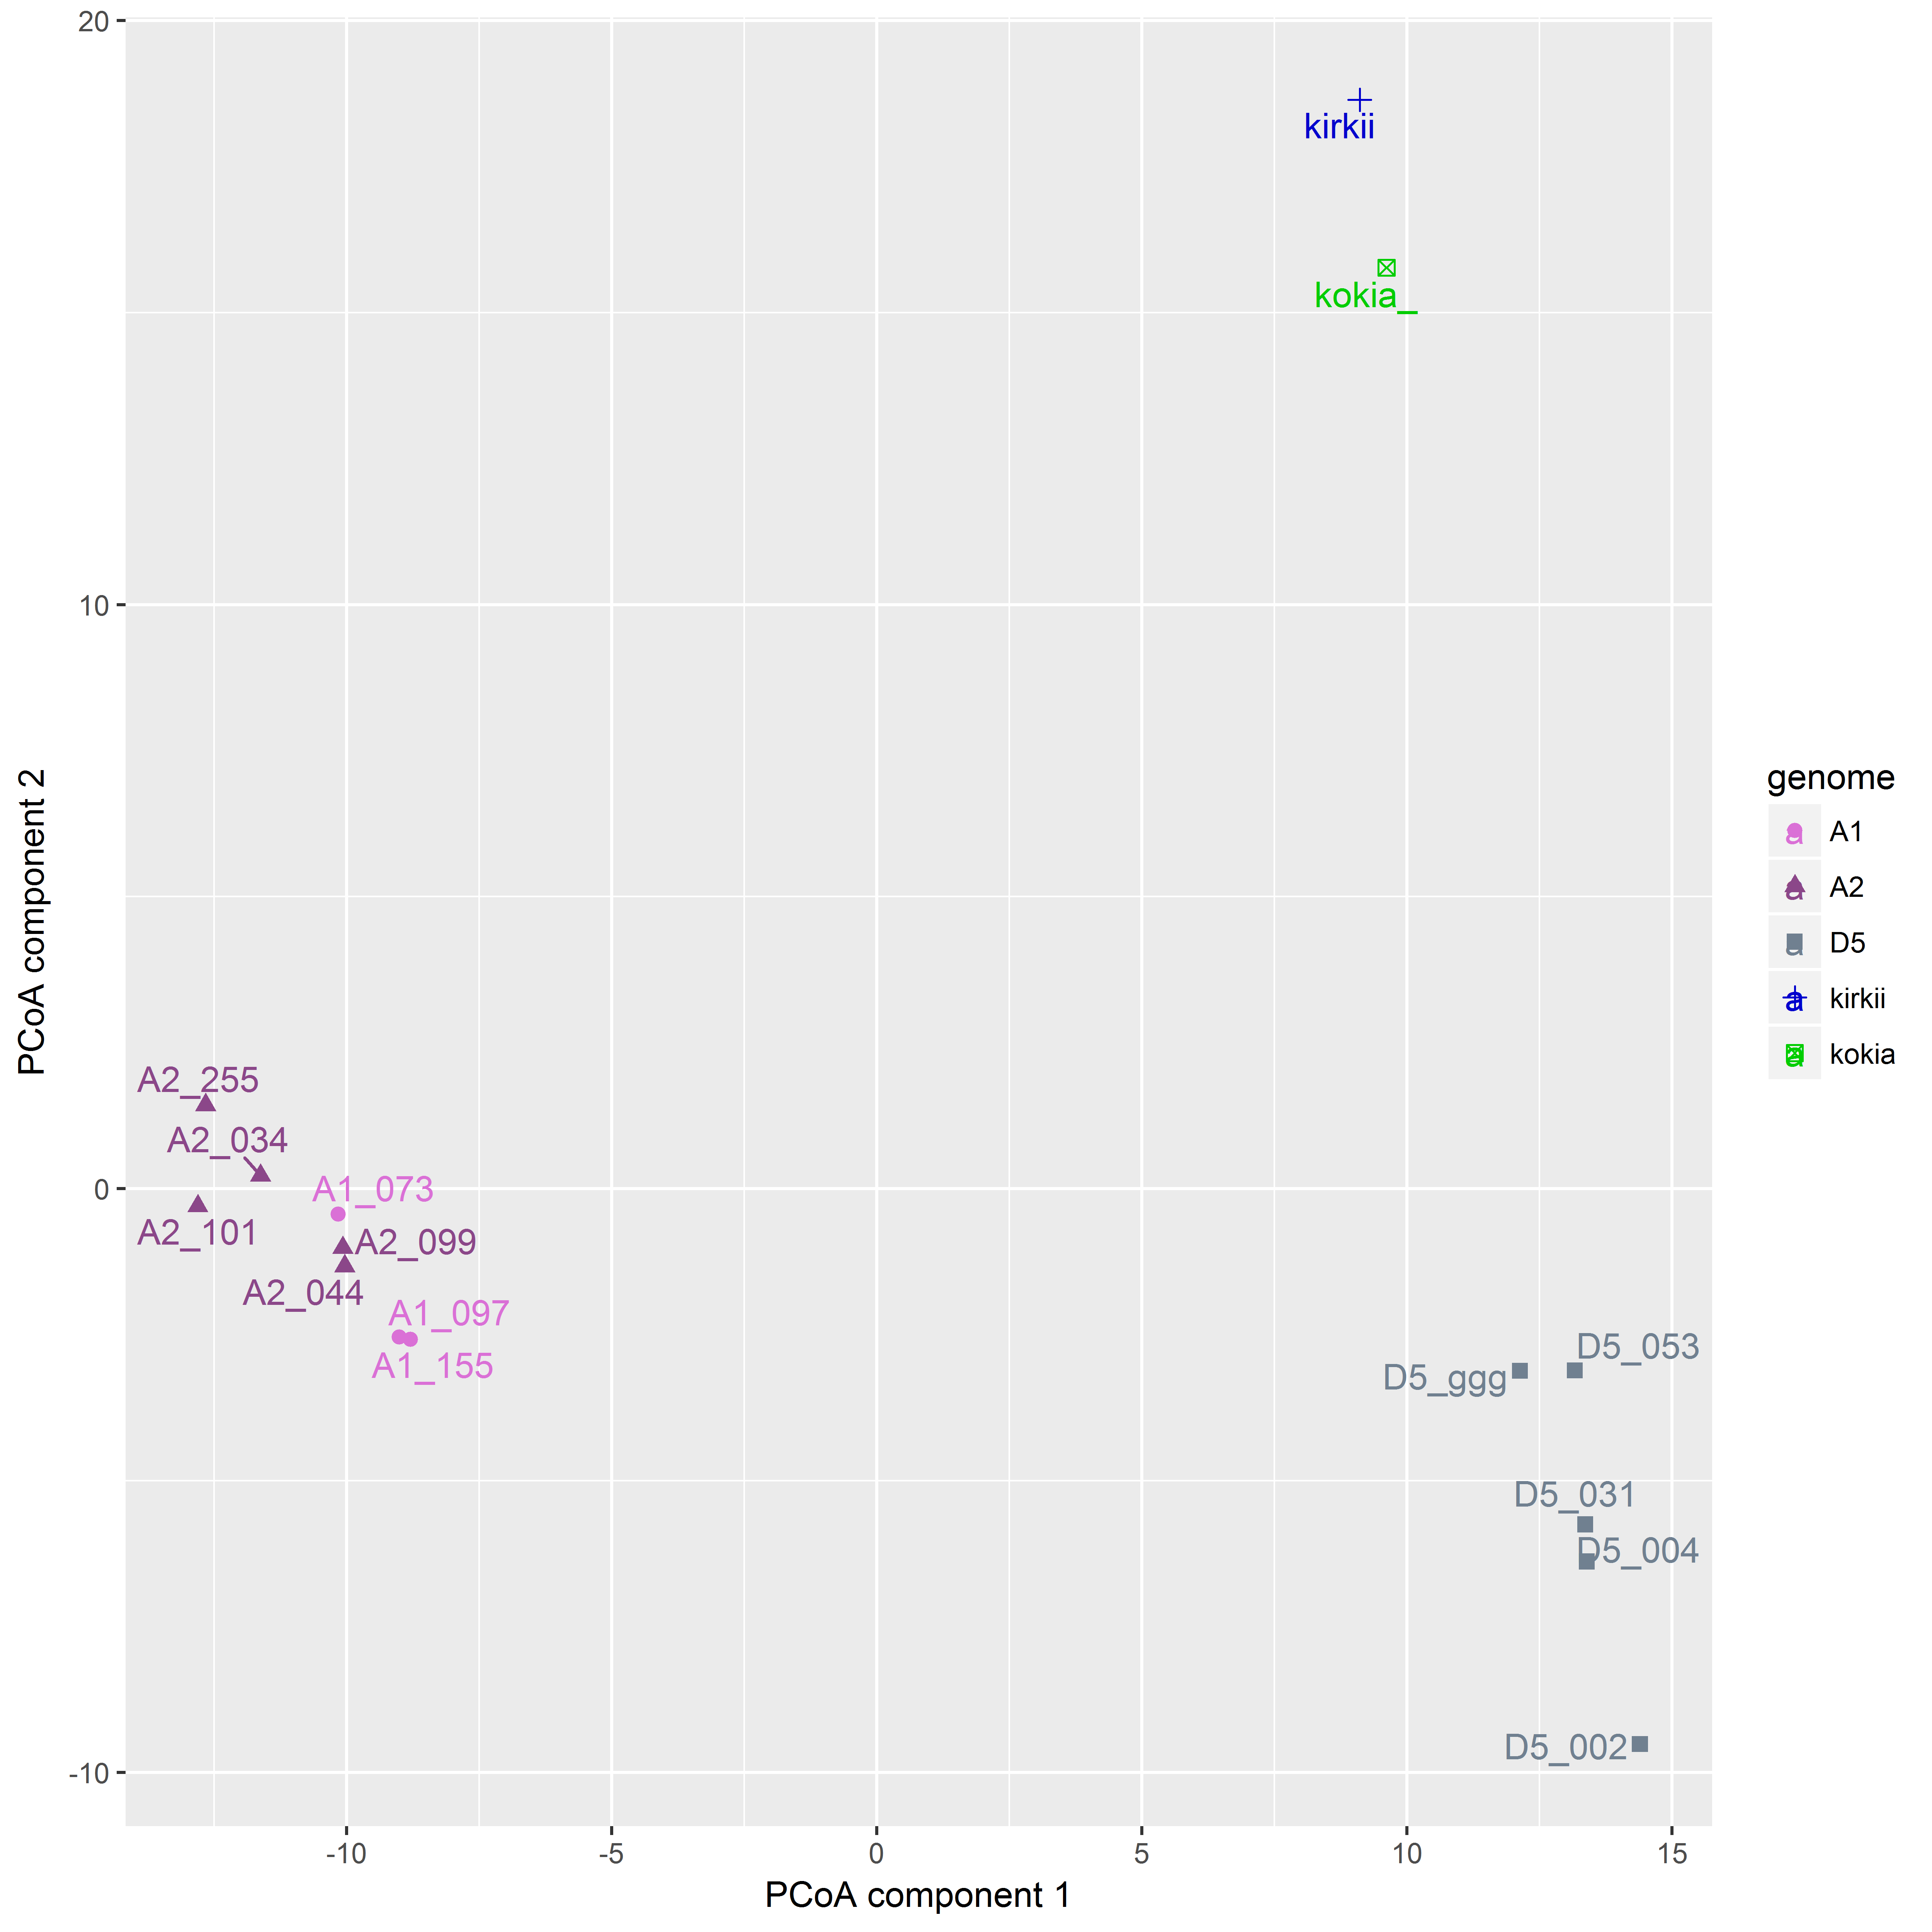 20
kirkii
kokia_
10
PCoA component 2
genome
a A1
a A2
a D5
a kirkii
a kokia
A2_255
A2_034
0
A1_073
A2_101
A2_099
A2_044
A1_097
A1_155
D5_053
D5_ggg
D5_031
D5_004
D5_002
-10
-10 -5 0 5 10 15
PCoA component 1